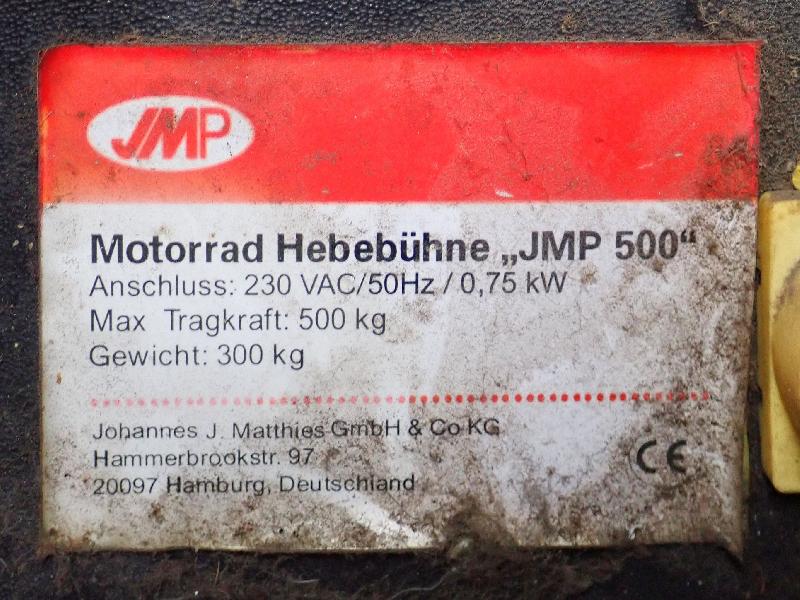 JMP
Motorrad Hebebühne „JMP 500“
Anschluss: 230 VAC/50Hz / 0,75 kW
Max Tragkraft: 500 kg
Gewicht: 300 kg
Johannes J. Matthies GmbH & Co KG
Hammerbrookstr. 97
20097 Hamburg, Deutschland
CE